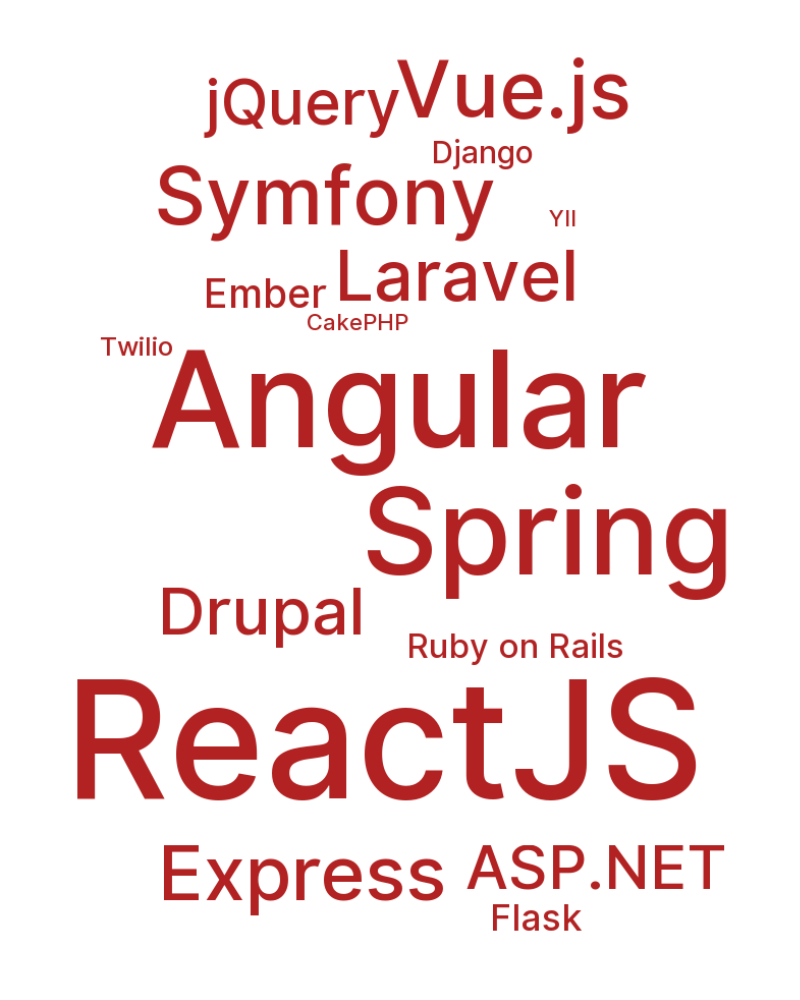 jQuery Vue.js
Django
Symfony
YII
Laravel
Ember
CakePHP
Twilio
Angular
Spring
Drupal
Ruby on Rails
ReactJS
Express ASP.NET
Flask